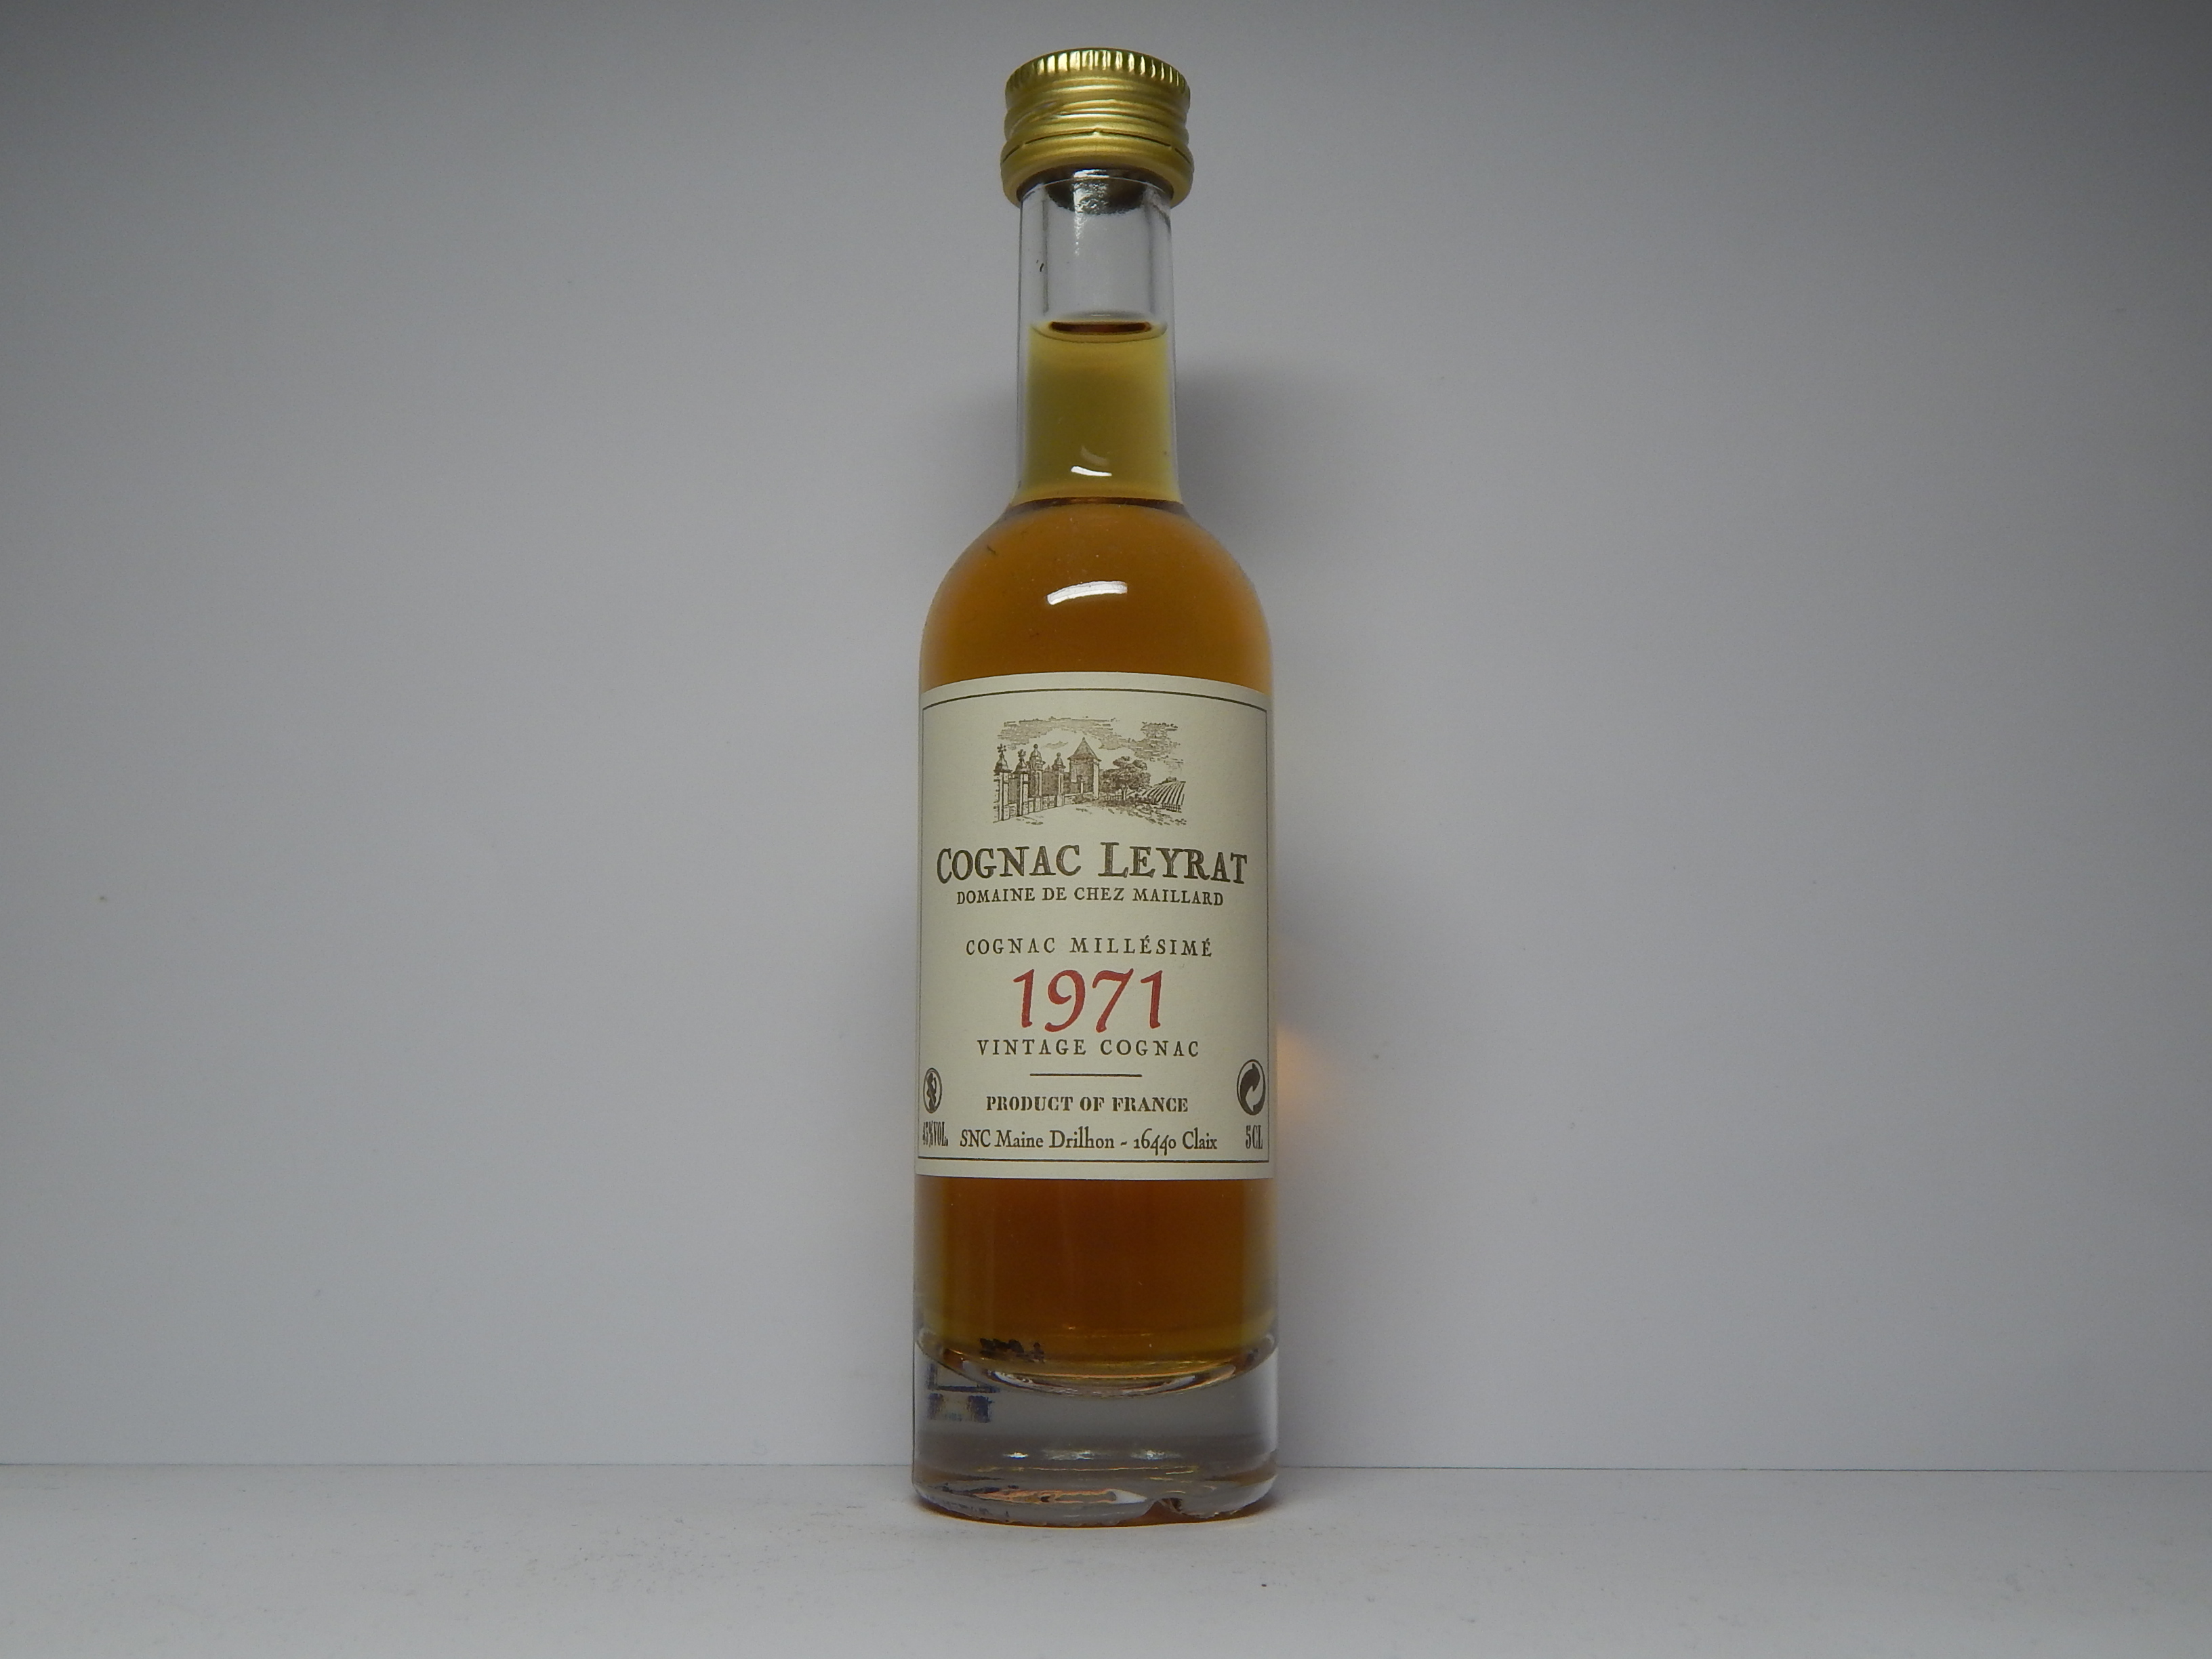 COGNAC LEYRAT
DOMAINE DE CHEZ MAILLARD
COGNAC MILLÉSIMÉ
1971
VINTAGE COGNAC
PRODUCT OF FRANCE
SNC Maine Drilhon - 16440 Claix
5CL